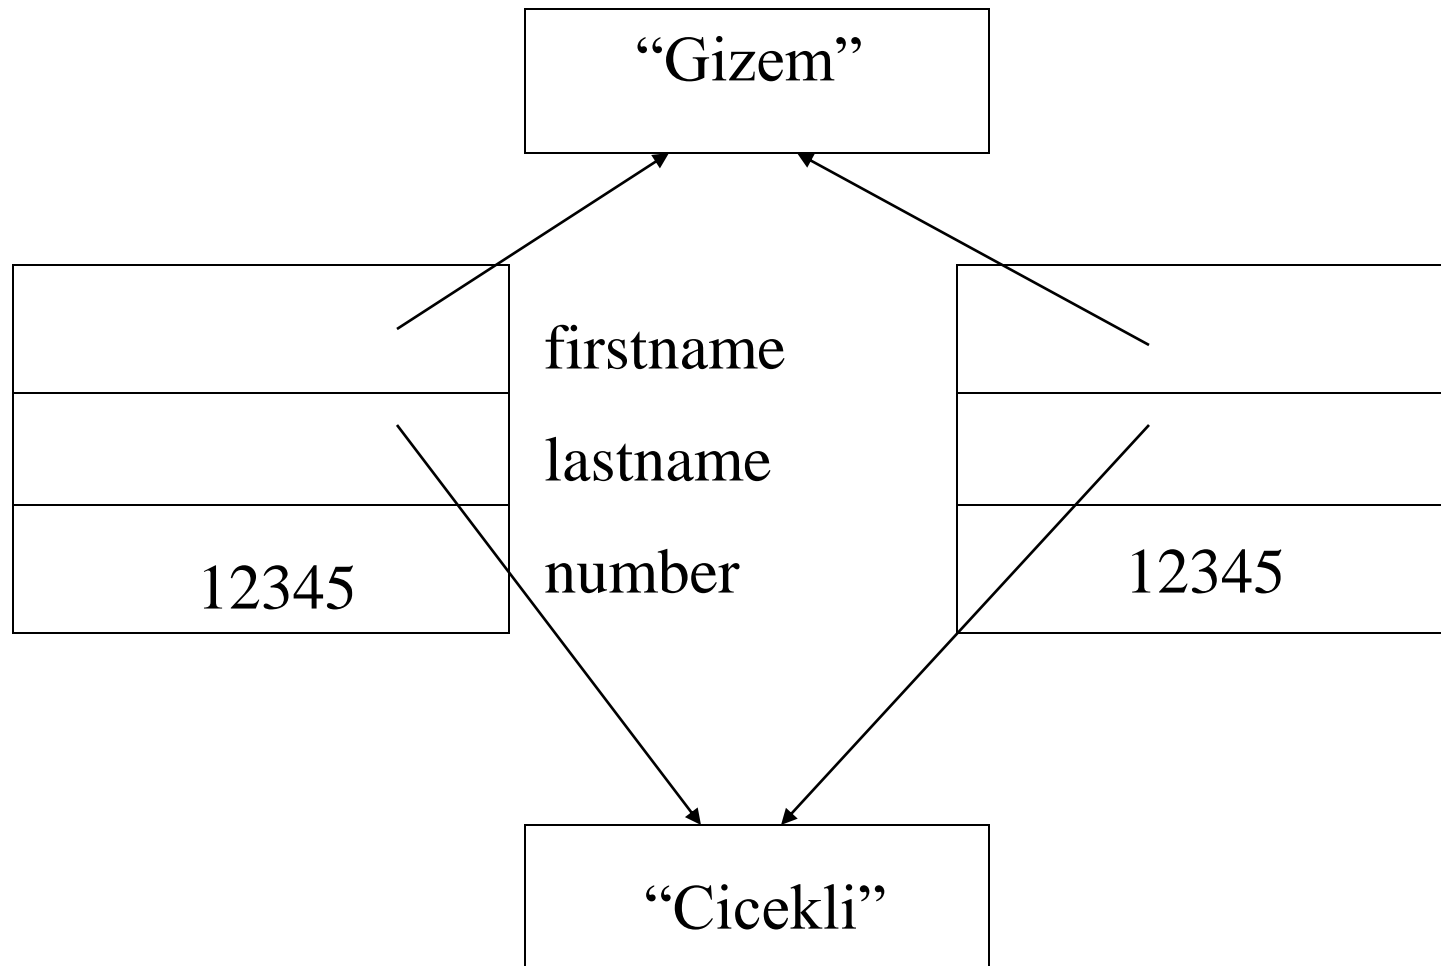 “Gizem”
firstname
lastname
number
12345
12345
“Cicekli”